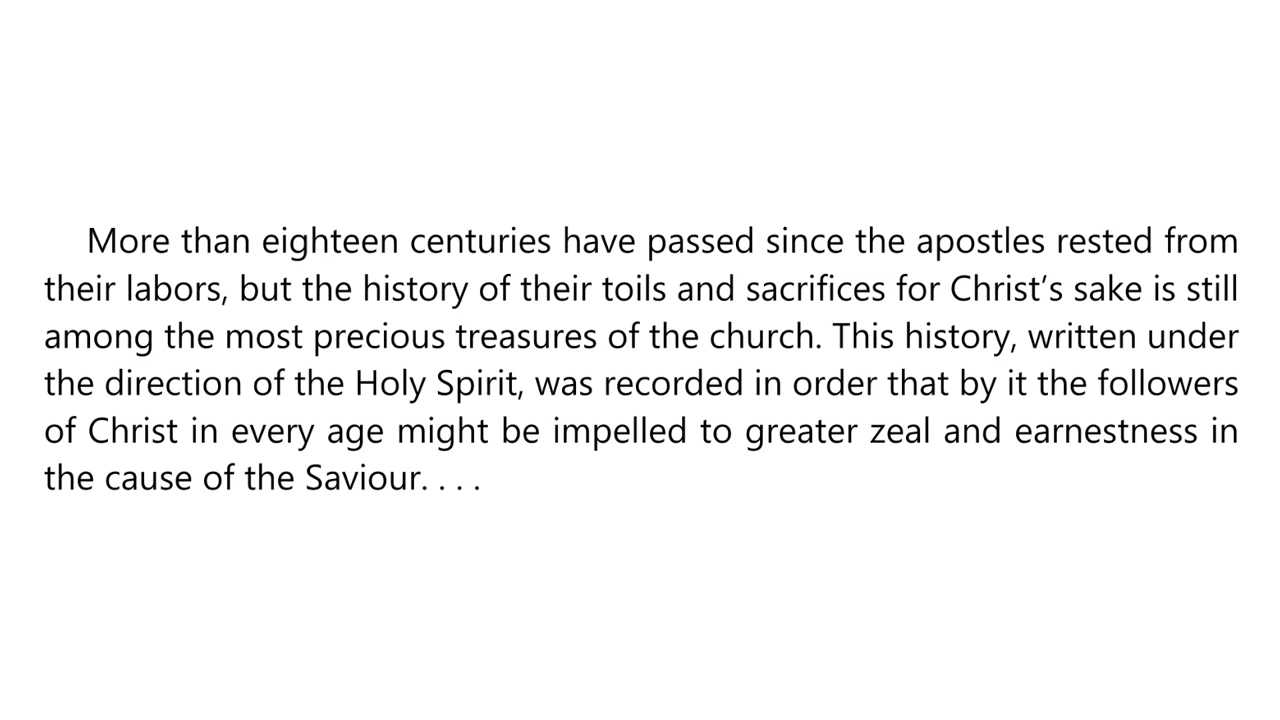 More than eighteen centuries have passed since the apostles rested from
their labors, but the history of their toils and sacrifices for Christ’s sake is still
among the most precious treasures of the church. This history, written under
the direction of the Holy Spirit, was recorded in order that by it the followers
of Christ in every age might be impelled to greater zeal and earnestness in
the cause of the Saviour. . . .